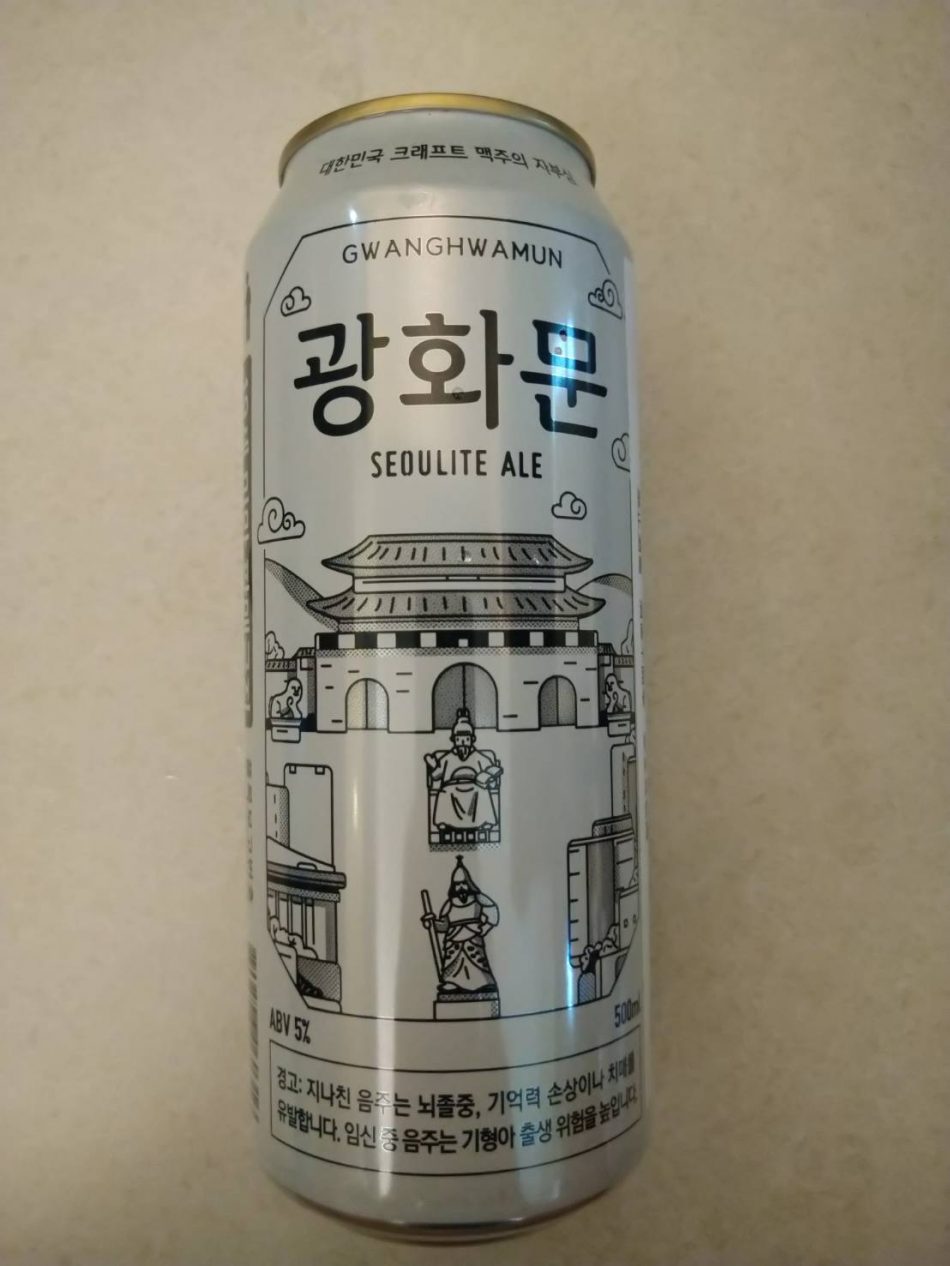 대한민국 크래프트 맥주의 자부심
GWANGHWAMUN
광화문
SEOULITE ALE
ABV 5%
500ml
경고: 지나친 음주는 뇌졸중, 기억력 손상이나 치매를
유발합니다. 임신 중 음주는 기형아 출생 위험을 높입니다.